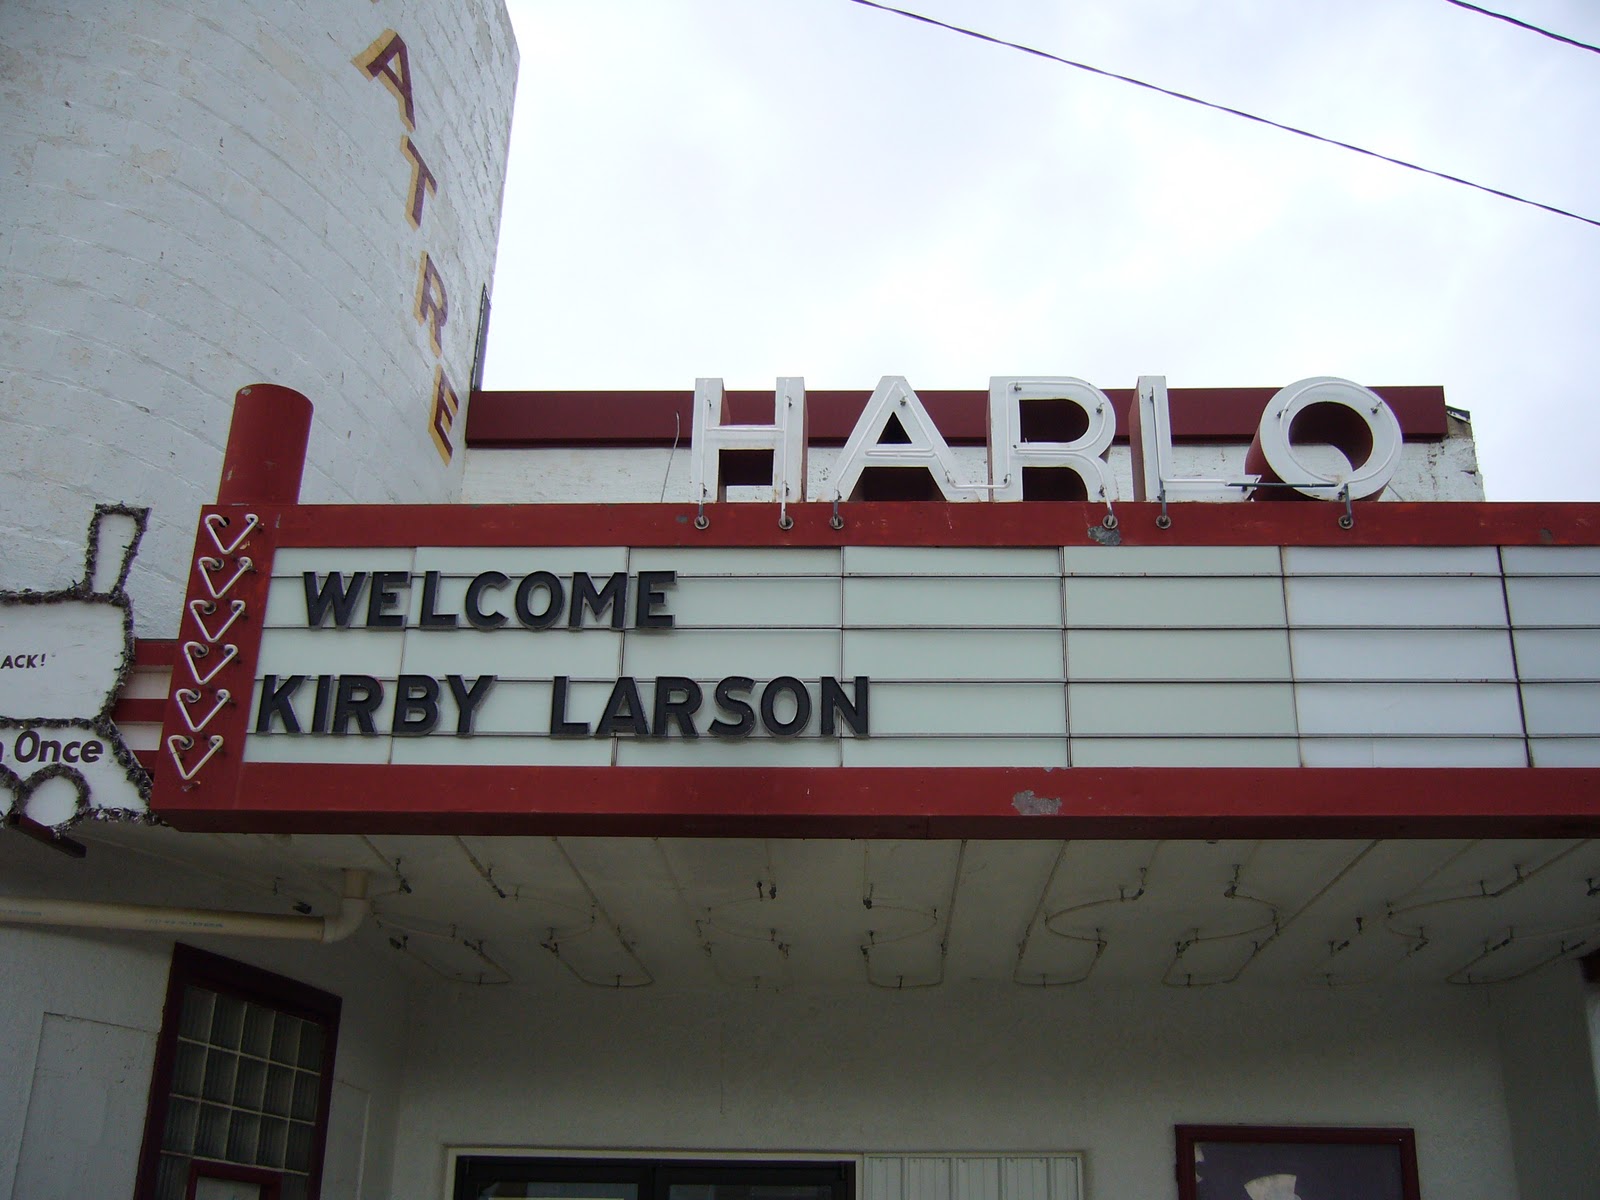 ATRE
HARLO
WELCOME
KIRBY LARSON
ACK!
Once